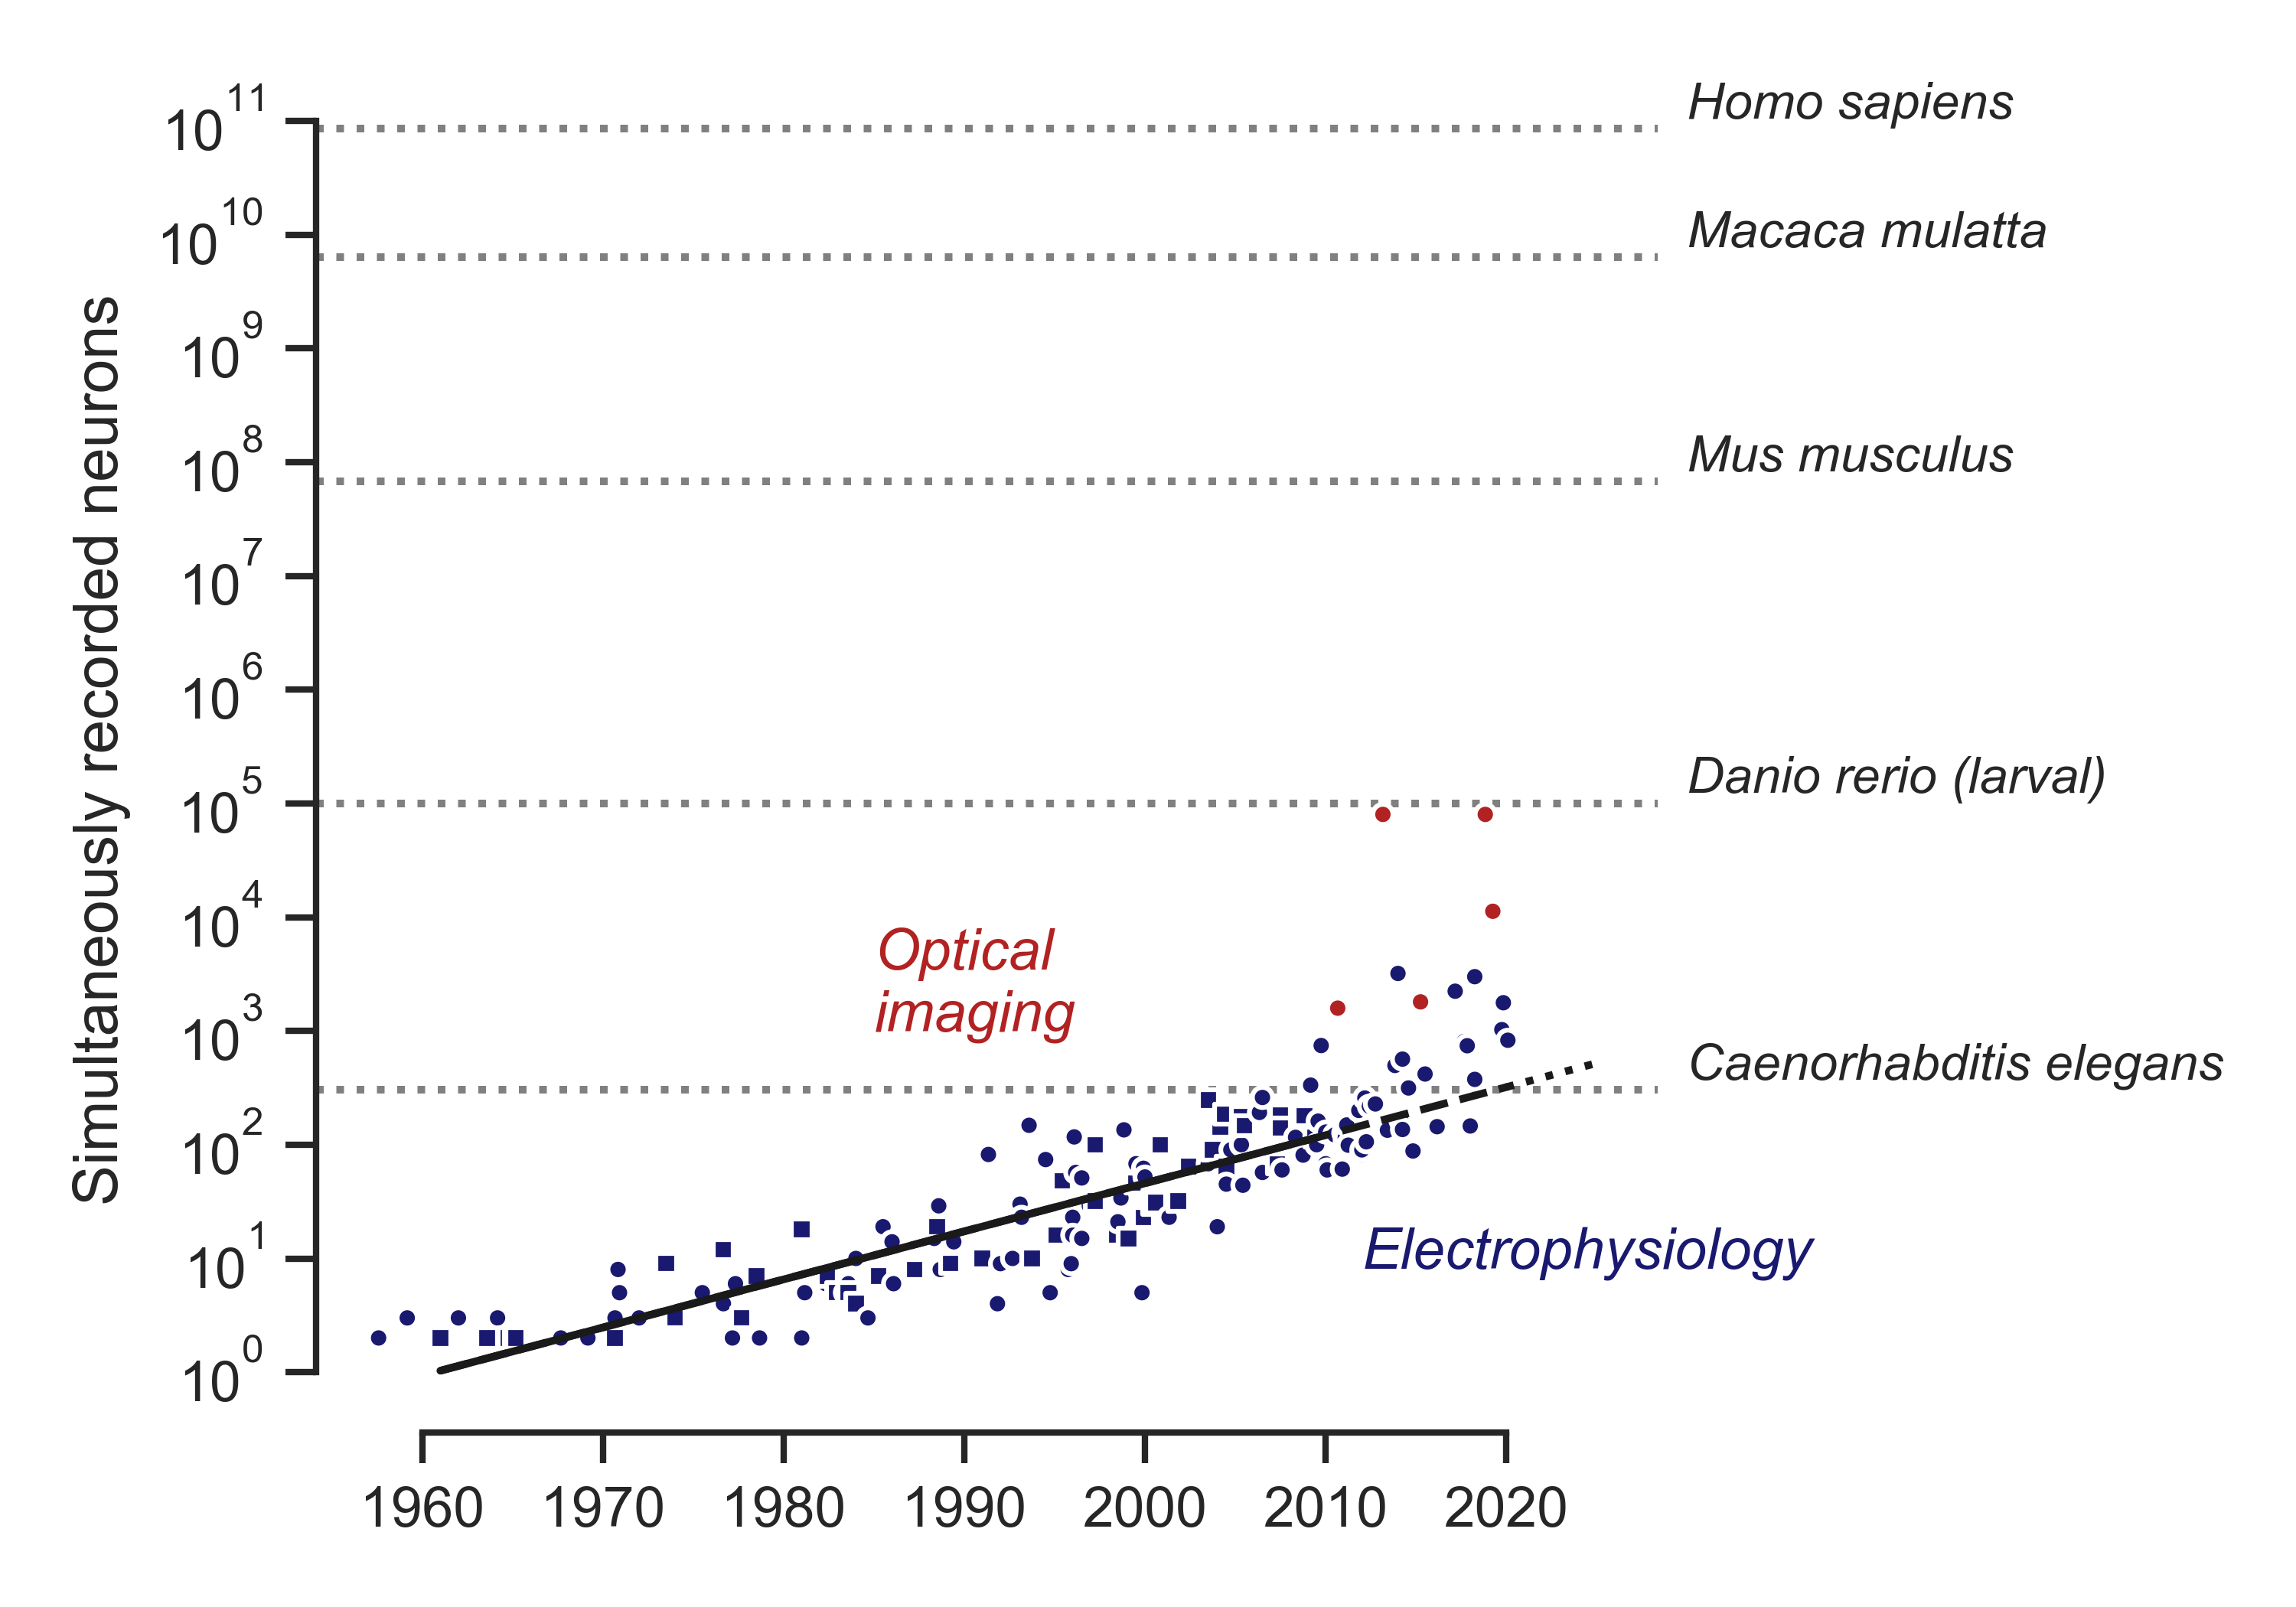 Simultaneously recorded neurons
10^11
10^10
10^9
10^8
10^7
10^6
10^5
10^4
10^3
10^2
10^1
10^0
Homo sapiens
Macaca mulatta
Mus musculus
Danio rerio (larval)
Caenorhabditis elegans
Optical
imaging
Electrophysiology
1960 1970 1980 1990 2000 2010 2020